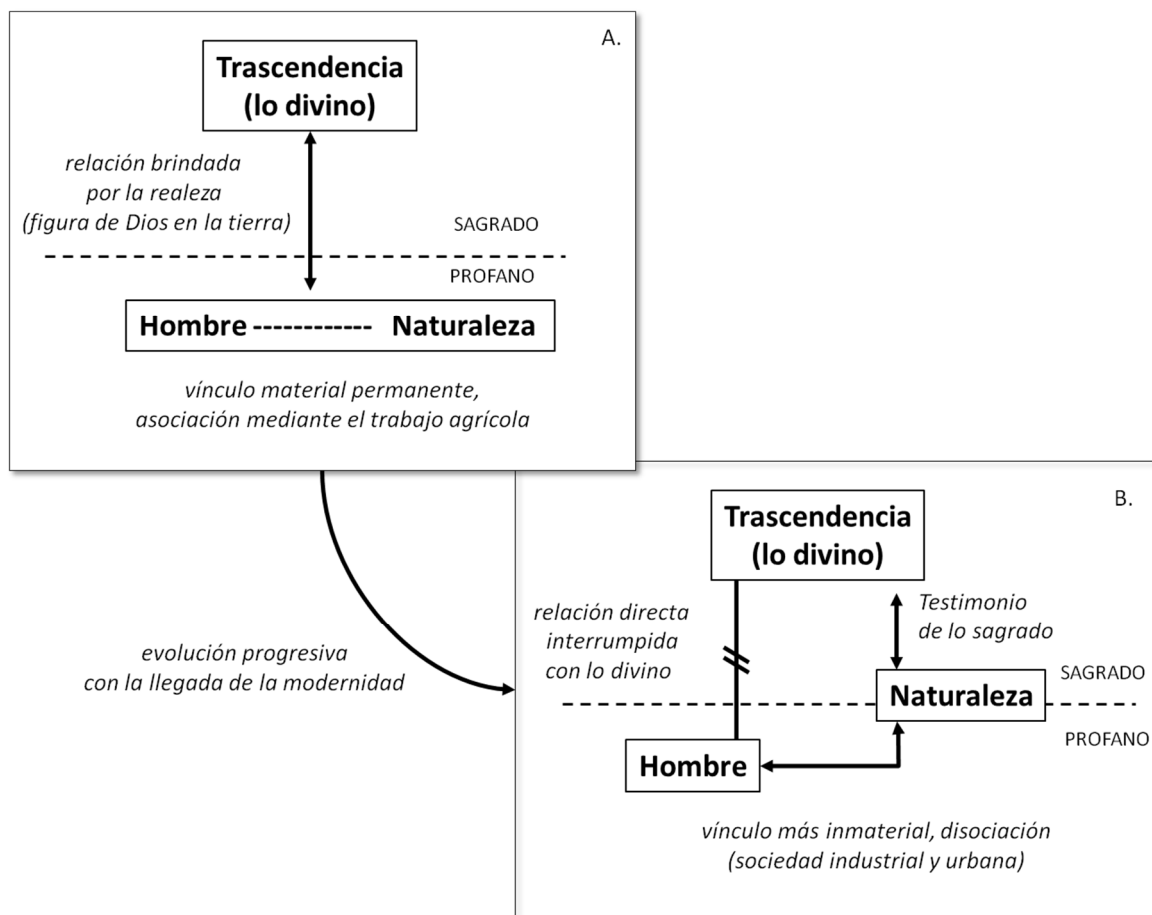 A.
Trascendencia
(lo divino)
relación brindada
por la realeza
(figura de Dios en la tierra)
SAGRADO
PROFANO
Hombre ------------ Naturaleza
vínculo material permanente,
asociación mediante el trabajo agrícola
evolución progresiva
con la llegada de la modernidad
B.
Trascendencia
(lo divino)
relación directa
interrumpida
con lo divino
Testimonio
de lo sagrado
Naturaleza
SAGRADO
PROFANO
Hombre
vínculo más inmaterial, disociación
(sociedad industrial y urbana)